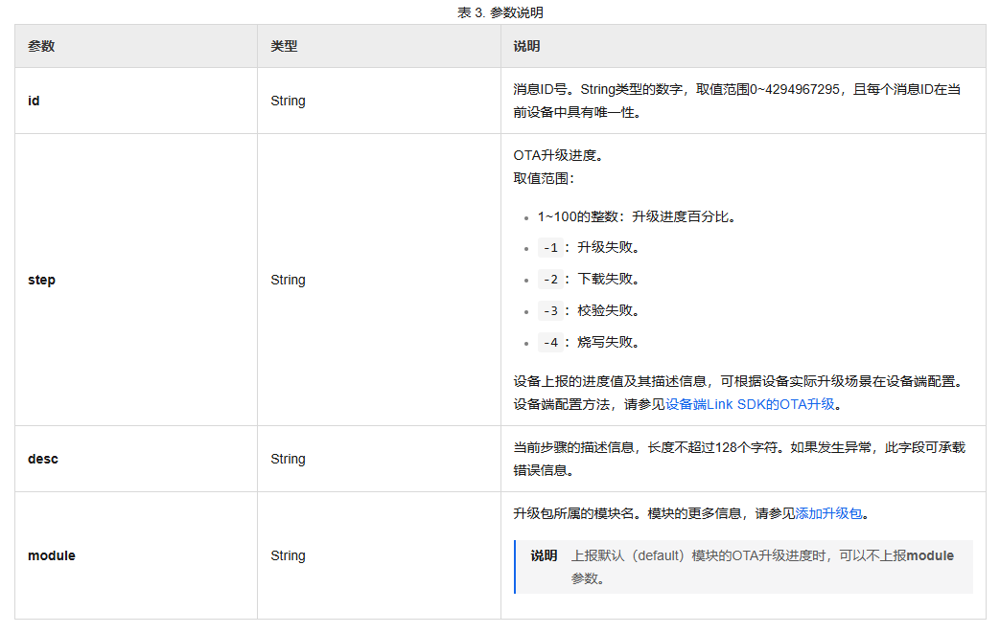 表 3. 参数说明
参数
类型
说明
id
String
消息ID号。String类型的数字，取值范围0~4294967295，且每个消息ID在当
前设备中具有唯一性。
step
String
OTA升级进度。
取值范围：
1~100的整数：升级进度百分比。
-1：升级失败。
-2：下载失败。
-3：校验失败。
-4：烧写失败。
设备上报的进度值及其描述信息，可根据设备实际升级场景在设备端配置。
设备端配置方法，请参见设备端Link SDK的OTA升级。
desc
String
当前步骤的描述信息，长度不超过128个字符。如果发生异常，此字段可承载
错误信息。
module
String
升级包所属的模块名。模块的更多信息，请参见添加升级包。
说明 上报默认（default）模块的OTA升级进度时，可以不上报module
参数。